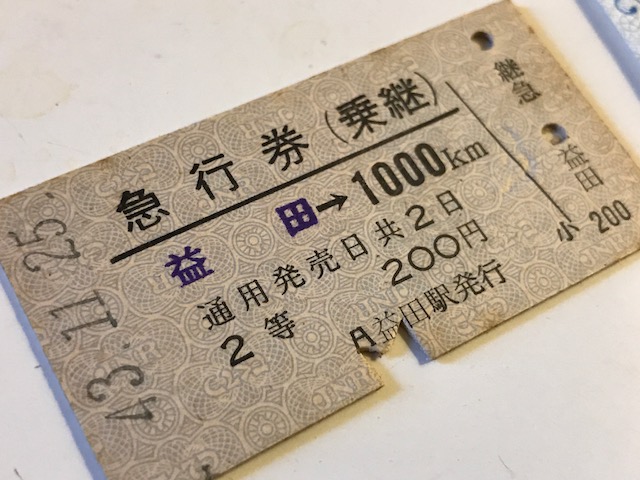 43.11.25.
急行券(乗継)
益田→1000km
通用発売日共2日
2等 200円
A益田駅発行
継急
益田
小 200